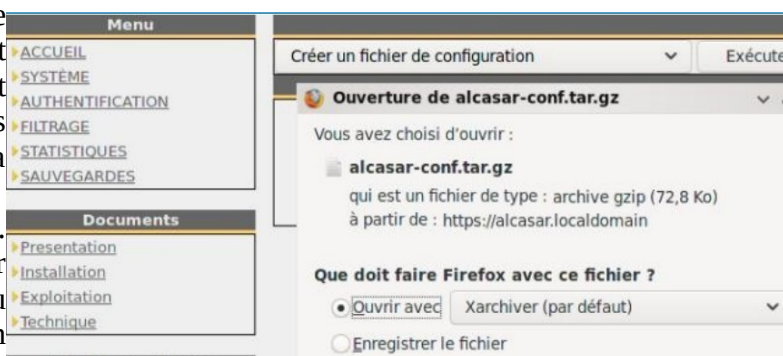 Menu
ACCUEIL
SYSTÈME
AUTHENTIFICATION
FILTRAGE
STATISTIQUES
SAUVEGARDES
Documents
Presentation
Installation
Exploitation
Technique
Créer un fichier de configuration
Exécute
Ouverture de alcasar-conf.tar.gz
Vous avez choisi d'ouvrir :
alcasar-conf.tar.gz
qui est un fichier de type : archive gzip (72,8 Ko)
à partir de : https://alcasar.localdomain
Que doit faire Firefox avec ce fichier ?
Ouvrir avec Xarchiver (par défaut)
Enregistrer le fichier